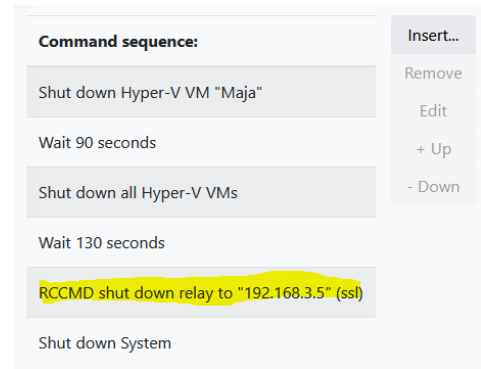 Command sequence:
Insert...
Shut down Hyper-V VM "Maja"
Remove
Edit
Wait 90 seconds
+ Up
Shut down all Hyper-V VMs
- Down
Wait 130 seconds
RCCMD shut down relay to "192.168.3.5" (ssl)
Shut down System